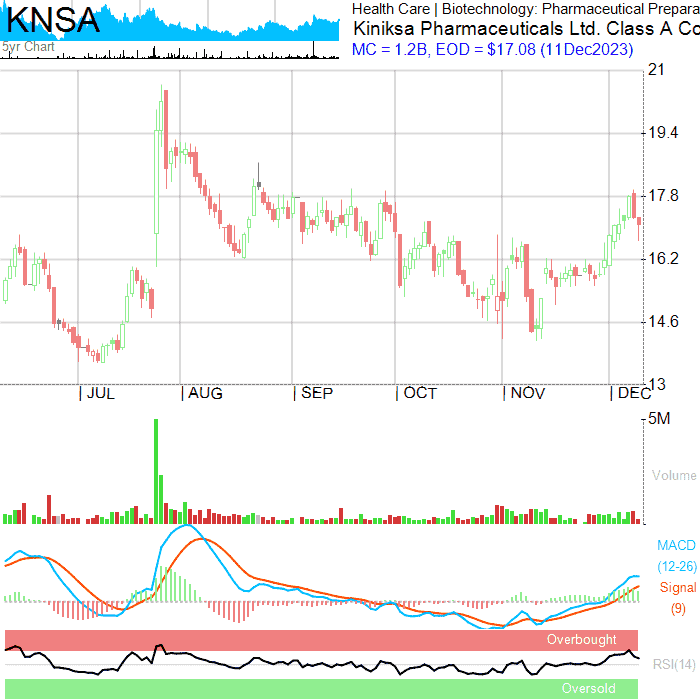 KNSA
5yr Chart
Health Care | Biotechnology: Pharmaceutical Prepara
Kiniksa Pharmaceuticals Ltd. Class A Co
MC = 1.2B, EOD = $17.08 (11Dec2023)
21
19.4
17.8
16.2
14.6
13
| JUL | AUG | SEP | OCT | NOV | DEC
5M
Volume
MACD
(12-26)
Signal
(9)
Overbought
RSI(14)
Oversold